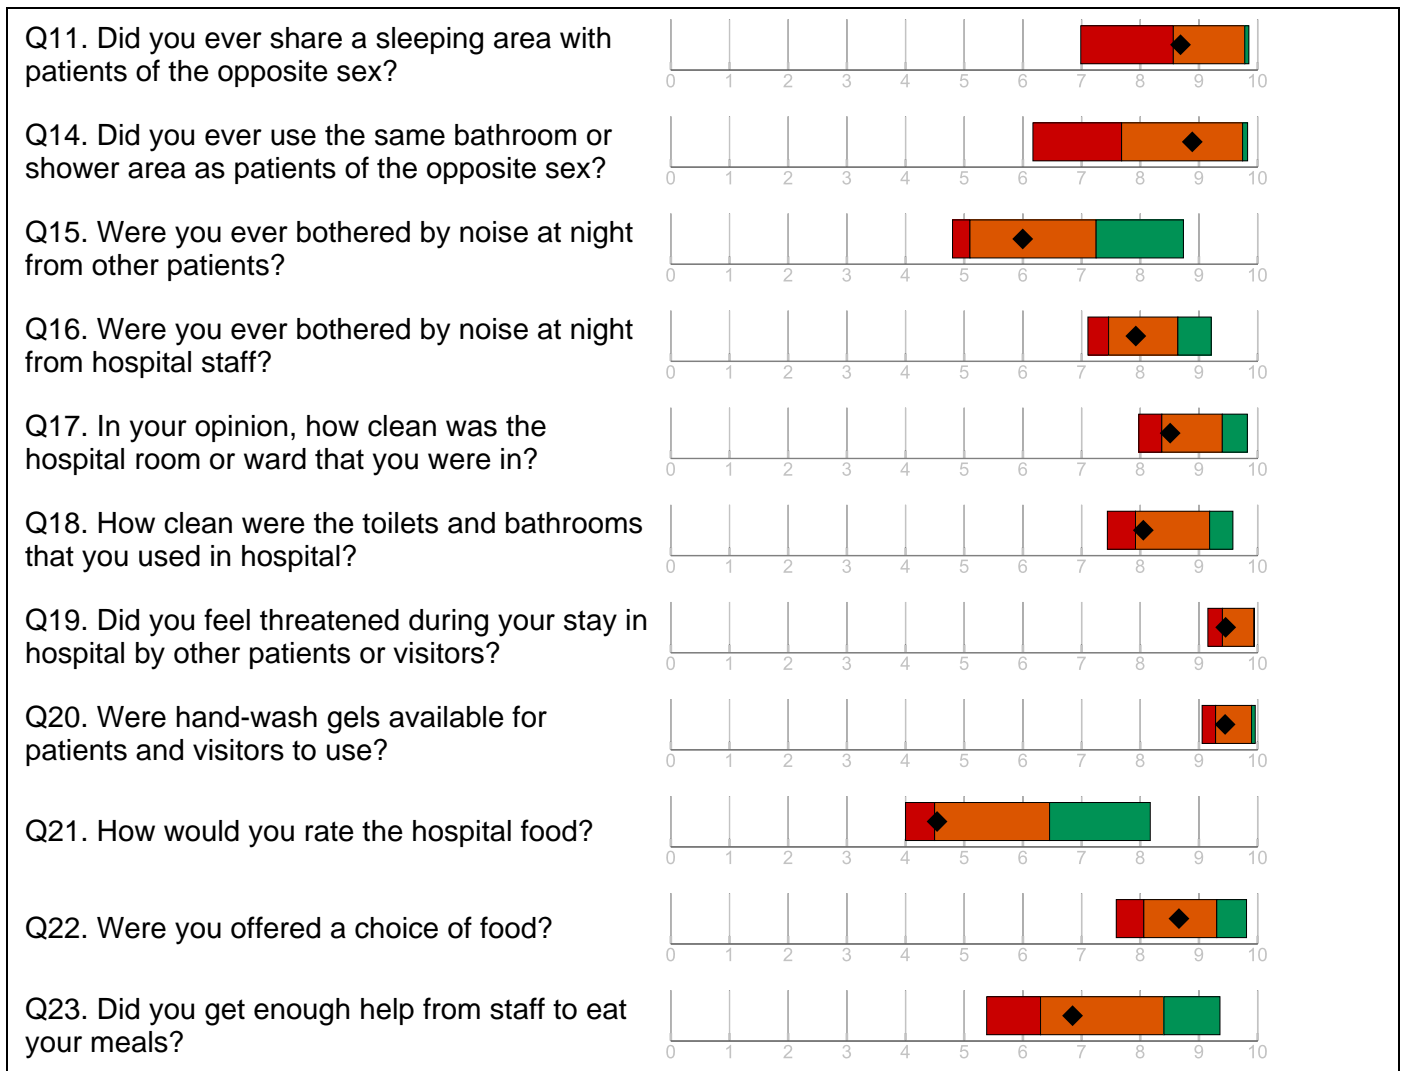 Q11. Did you ever share a sleeping area with
patients of the opposite sex?
0 1 2 3 4 5 6 7 8 9 10
Q14. Did you ever use the same bathroom or
shower area as patients of the opposite sex?
0 1 2 3 4 5 6 7 8 9 10
Q15. Were you ever bothered by noise at night
from other patients?
0 1 2 3 4 5 6 7 8 9 10
Q16. Were you ever bothered by noise at night
from hospital staff?
0 1 2 3 4 5 6 7 8 9 10
Q17. In your opinion, how clean was the
hospital room or ward that you were in?
0 1 2 3 4 5 6 7 8 9 10
Q18. How clean were the toilets and bathrooms
that you used in hospital?
0 1 2 3 4 5 6 7 8 9 10
Q19. Did you feel threatened during your stay in
hospital by other patients or visitors?
0 1 2 3 4 5 6 7 8 9 10
Q20. Were hand-wash gels available for
patients and visitors to use?
0 1 2 3 4 5 6 7 8 9 10
Q21. How would you rate the hospital food?
0 1 2 3 4 5 6 7 8 9 10
Q22. Were you offered a choice of food?
0 1 2 3 4 5 6 7 8 9 10
Q23. Did you get enough help from staff to eat
your meals?
0 1 2 3 4 5 6 7 8 9 10